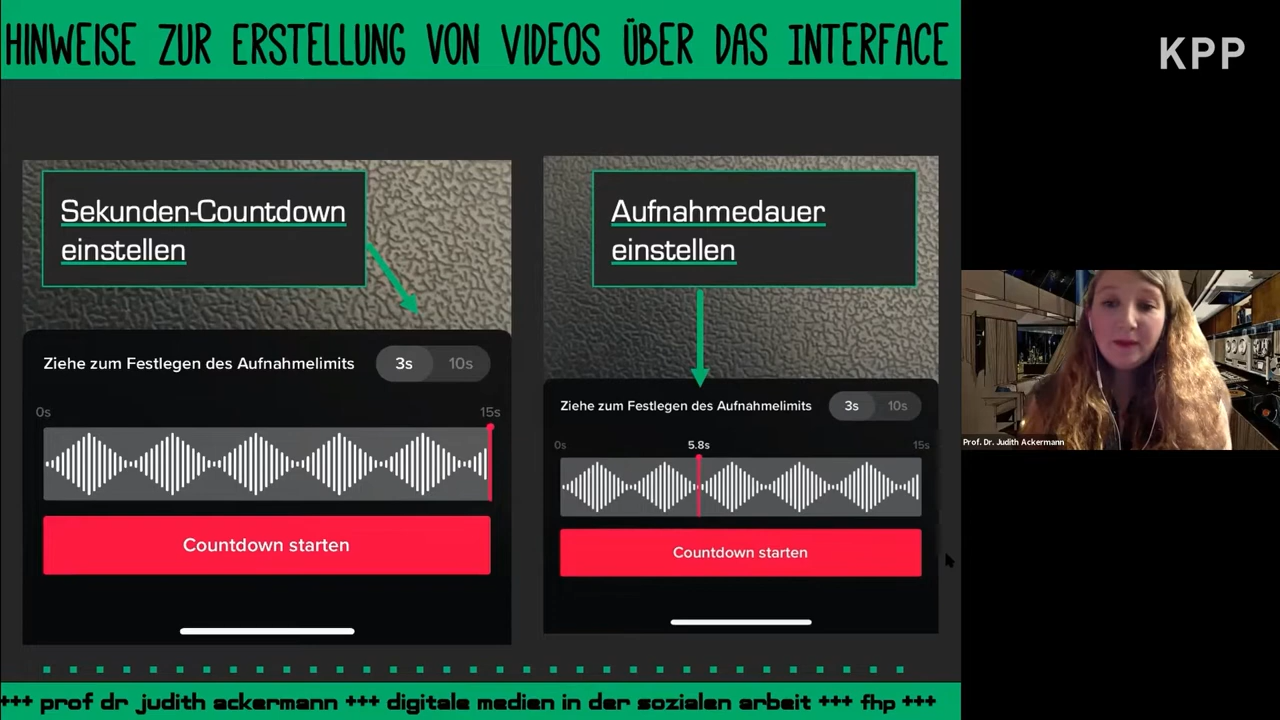 HINWEISE ZUR ERSTELLUNG VON VIDEOS ÜBER DAS INTERFACE
KPP
Sekunden-Countdown
einstellen
Ziehe zum Festlegen des Aufnahmelimits 3s 10s
0s 15s
Countdown starten
Aufnahmedauer
einstellen
Ziehe zum Festlegen des Aufnahmelimits 3s 10s
0s 5.8s 15s
Countdown starten
Prof. Dr. Judith Ackermann
+++ prof dr judith ackermann +++ digitale medien in der sozialen arbeit +++ fhp +++